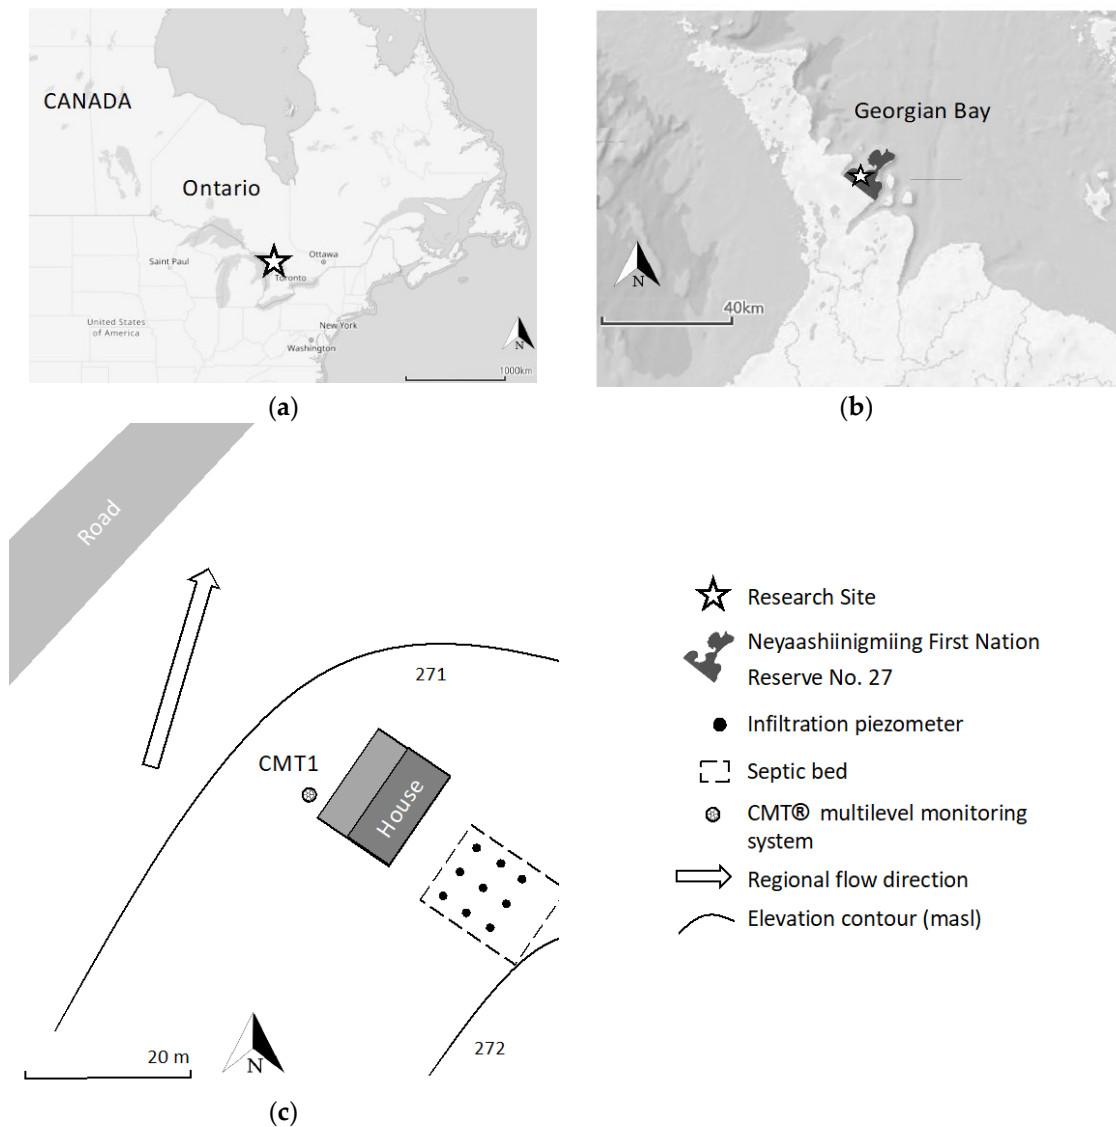 CANADA
Ontario
Saint Paul
Ottawa
Toronto
United States
of America
New York
Washington
N
1000km
(a)
Georgian Bay
N
40km
(b)
Road
271
CMT1
House
272
20 m
N
(c)
Research Site
Neyaashiinigmiing First Nation
Reserve No. 27
Infiltration piezometer
Septic bed
CMT® multilevel monitoring
system
Regional flow direction
Elevation contour (masl)